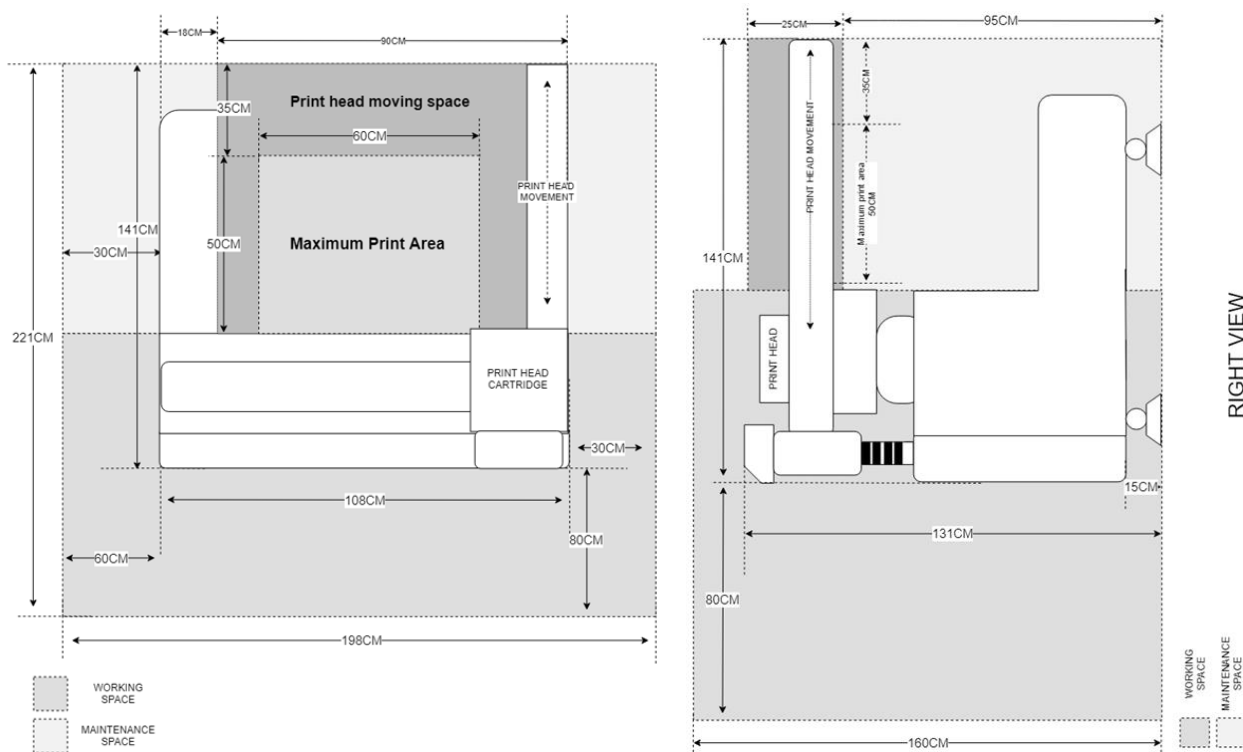 18CM
90CM
Print head moving space
35CM
60CM
PRINT HEAD
MOVEMENT
141CM
50CM
Maximum Print Area
30CM
221CM
PRINT HEAD
CARTRIDGE
30CM
108CM
80CM
60CM
198CM
WORKING
SPACE
MAINTENANCE
SPACE
25CM
95CM
35CM
PRINT HEAD MOVEMENT
Maximum print area
50CM
141CM
PRINT HEAD
15CM
131CM
80CM
160CM
RIGHT VIEW
WORKING
SPACE
MAINTENANCE
SPACE